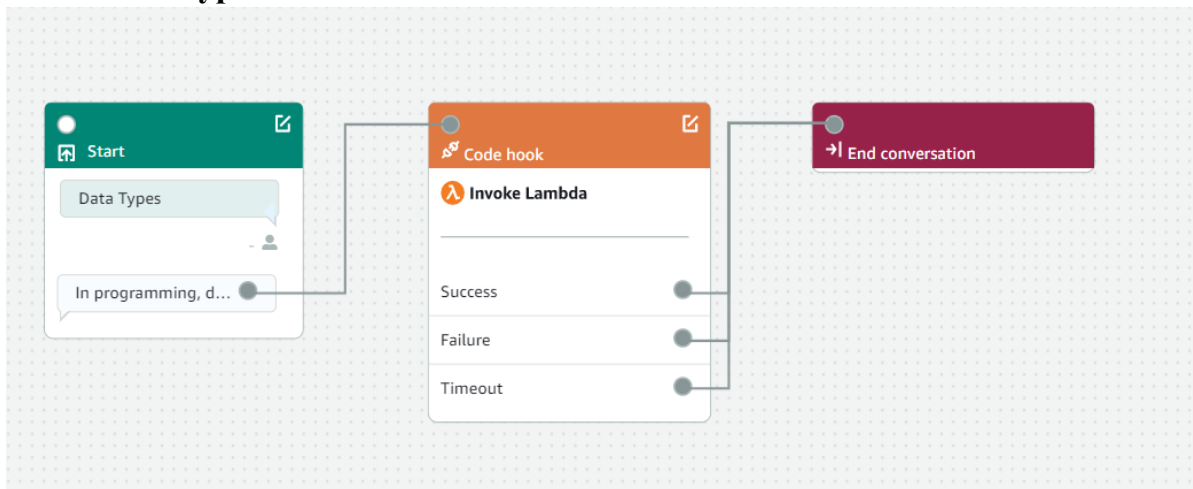 Start
Data Types
-
In programming, d...
Code hook
Invoke Lambda
Success
Failure
Timeout
End conversation